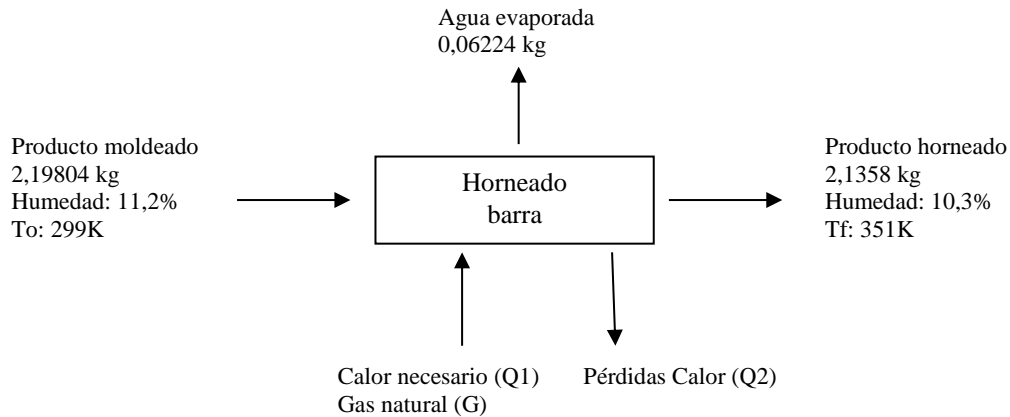 Agua evaporada
0,06224 kg
Producto moldeado
2,19804 kg
Humedad: 11,2%
To: 299K
Horneado
barra
Producto horneado
2,1358 kg
Humedad: 10,3%
Tf: 351K
Calor necesario (Q1)
Gas natural (G)
Pérdidas Calor (Q2)